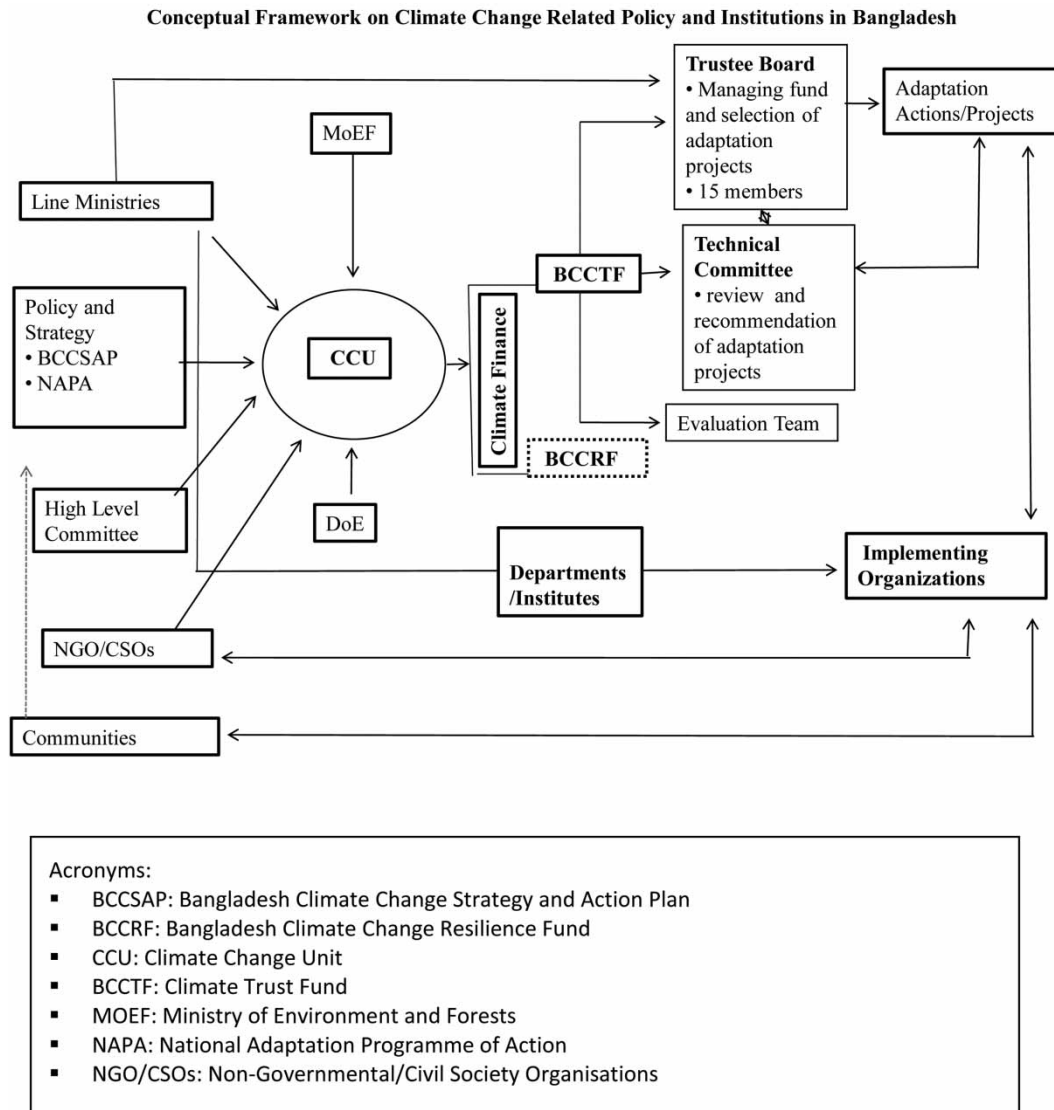 Conceptual Framework on Climate Change Related Policy and Institutions in Bangladesh
Trustee Board
• Managing fund
and selection of
adaptation
projects
• 15 members
Adaptation
Actions/Projects
MoEF
Line Ministries
Technical
Committee
• review and
recommendation
of adaptation
projects
BCCTF
Policy and
Strategy
• BCCSAP
• NAPA
CCU
Climate Finance
Evaluation Team
BCCRF
High Level
Committee
DoE
Departments
/Institutes
Implementing
Organizations
NGO/CSOs
Communities
Acronyms:
▪ BCCSAP: Bangladesh Climate Change Strategy and Action Plan
▪ BCCRF: Bangladesh Climate Change Resilience Fund
▪ CCU: Climate Change Unit
▪ BCCTF: Climate Trust Fund
▪ MOEF: Ministry of Environment and Forests
▪ NAPA: National Adaptation Programme of Action
▪ NGO/CSOs: Non-Governmental/Civil Society Organisations